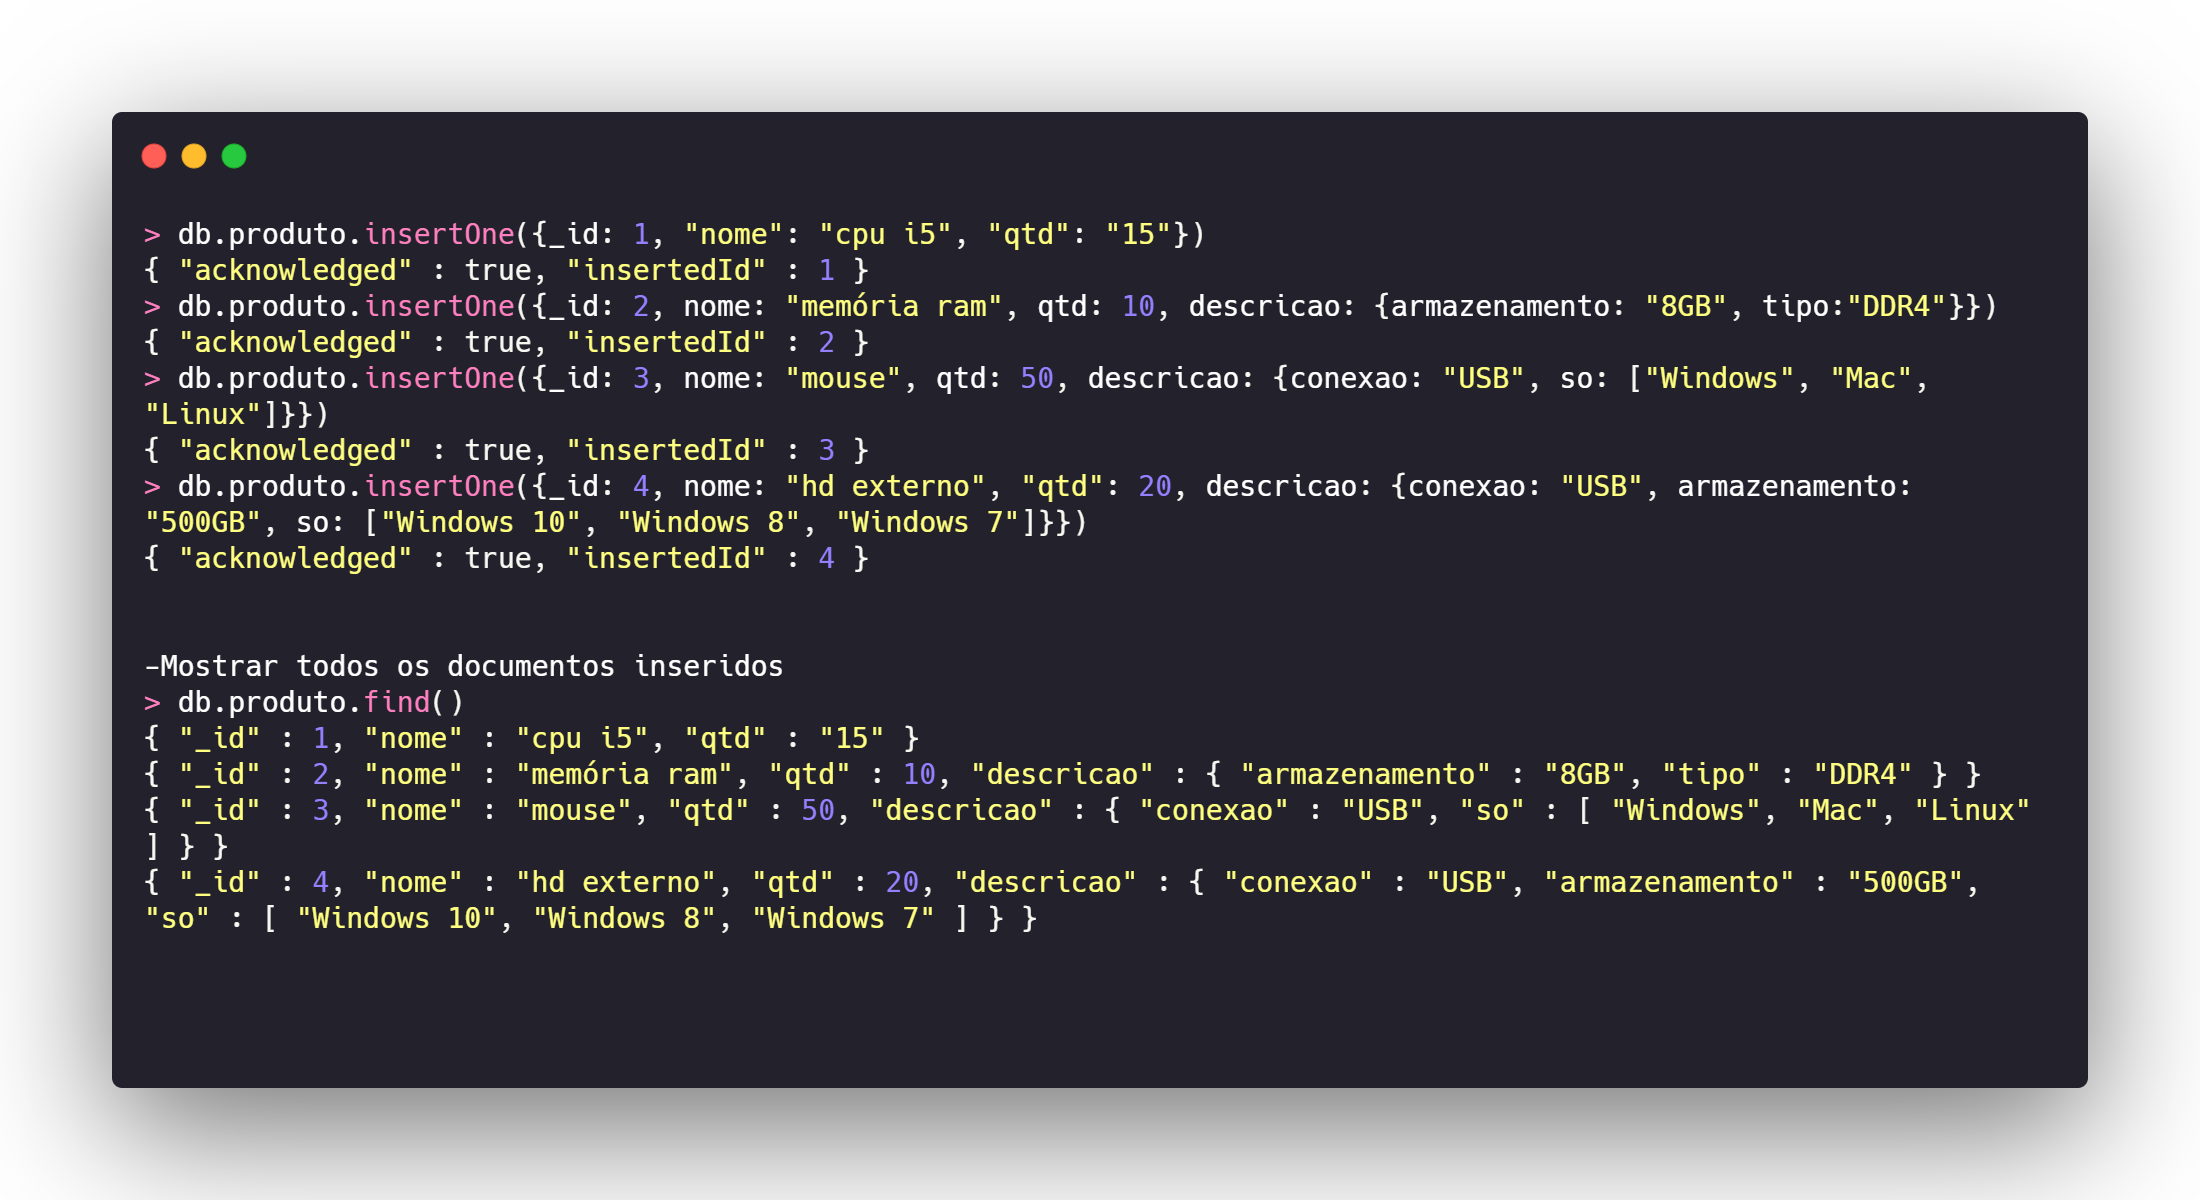 > db.produto.insertOne({_id: 1, "nome": "cpu i5", "qtd": "15"})
{ "acknowledged" : true, "insertedId" : 1 }
> db.produto.insertOne({_id: 2, nome: "memória ram", qtd: 10, descricao: {armazenamento: "8GB", tipo:"DDR4"}})
{ "acknowledged" : true, "insertedId" : 2 }
> db.produto.insertOne({_id: 3, nome: "mouse", qtd: 50, descricao: {conexao: "USB", so: ["Windows", "Mac",
"Linux"]}})
{ "acknowledged" : true, "insertedId" : 3 }
> db.produto.insertOne({_id: 4, nome: "hd externo", "qtd": 20, descricao: {conexao: "USB", armazenamento:
"500GB", so: ["Windows 10", "Windows 8", "Windows 7"]}})
{ "acknowledged" : true, "insertedId" : 4 }
-Mostrar todos os documentos inseridos
> db.produto.find()
{ "_id" : 1, "nome" : "cpu i5", "qtd" : "15" }
{ "_id" : 2, "nome" : "memória ram", "qtd" : 10, "descricao" : { "armazenamento" : "8GB", "tipo" : "DDR4" } }
{ "_id" : 3, "nome" : "mouse", "qtd" : 50, "descricao" : { "conexao" : "USB", "so" : [ "Windows", "Mac", "Linux"
] } }
{ "_id" : 4, "nome" : "hd externo", "qtd" : 20, "descricao" : { "conexao" : "USB", "armazenamento" : "500GB",
"so" : [ "Windows 10", "Windows 8", "Windows 7" ] } }